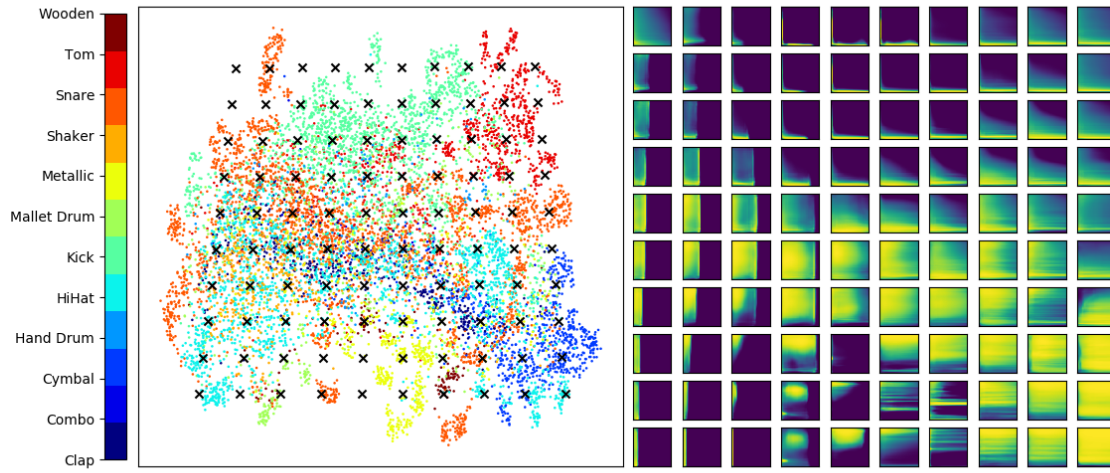 Wooden
Tom
Snare
Shaker
Metallic
Mallet Drum
Kick
HiHat
Hand Drum
Cymbal
Combo
Clap